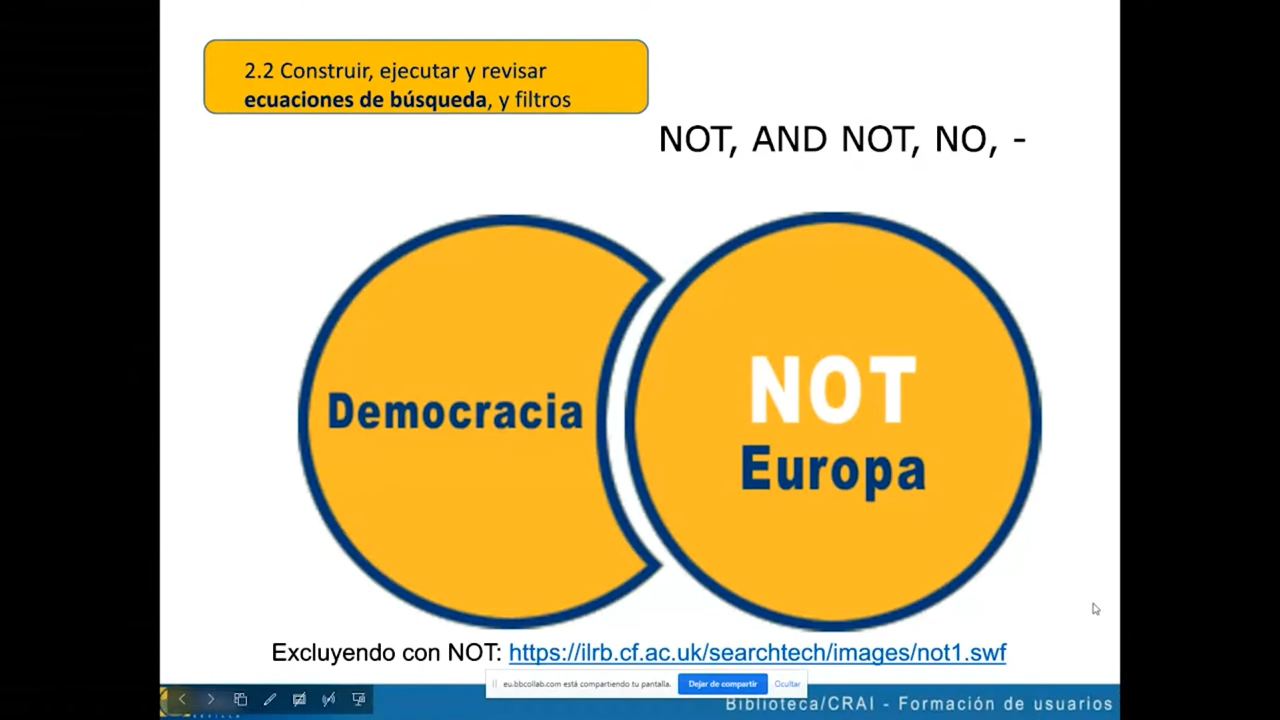 2.2 Construir, ejecutar y revisar
ecuaciones de búsqueda, y filtros
NOT, AND NOT, NO, -
Democracia
NOT
Europa
Excluyendo con NOT: https://ilrb.cf.ac.uk/searchtech/images/not1.swf
eu.bbcollab.com está compartiendo tu pantalla. Dejar de compartir Ocultar
Biblioteca/CRAI - Formación de usuarios